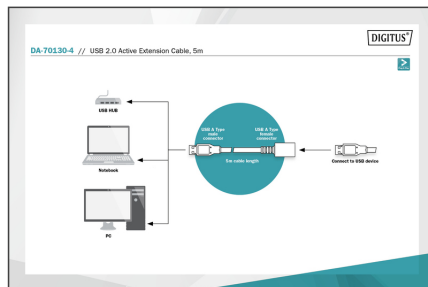 DIGITUS®
DA-70130-4 // USB 2.0 Active Extension Cable, 5m
USB HUB
USB A Type
male
connector
USB A Type
female
connector
5m cable length
Connect to USB device
Notebook
PC